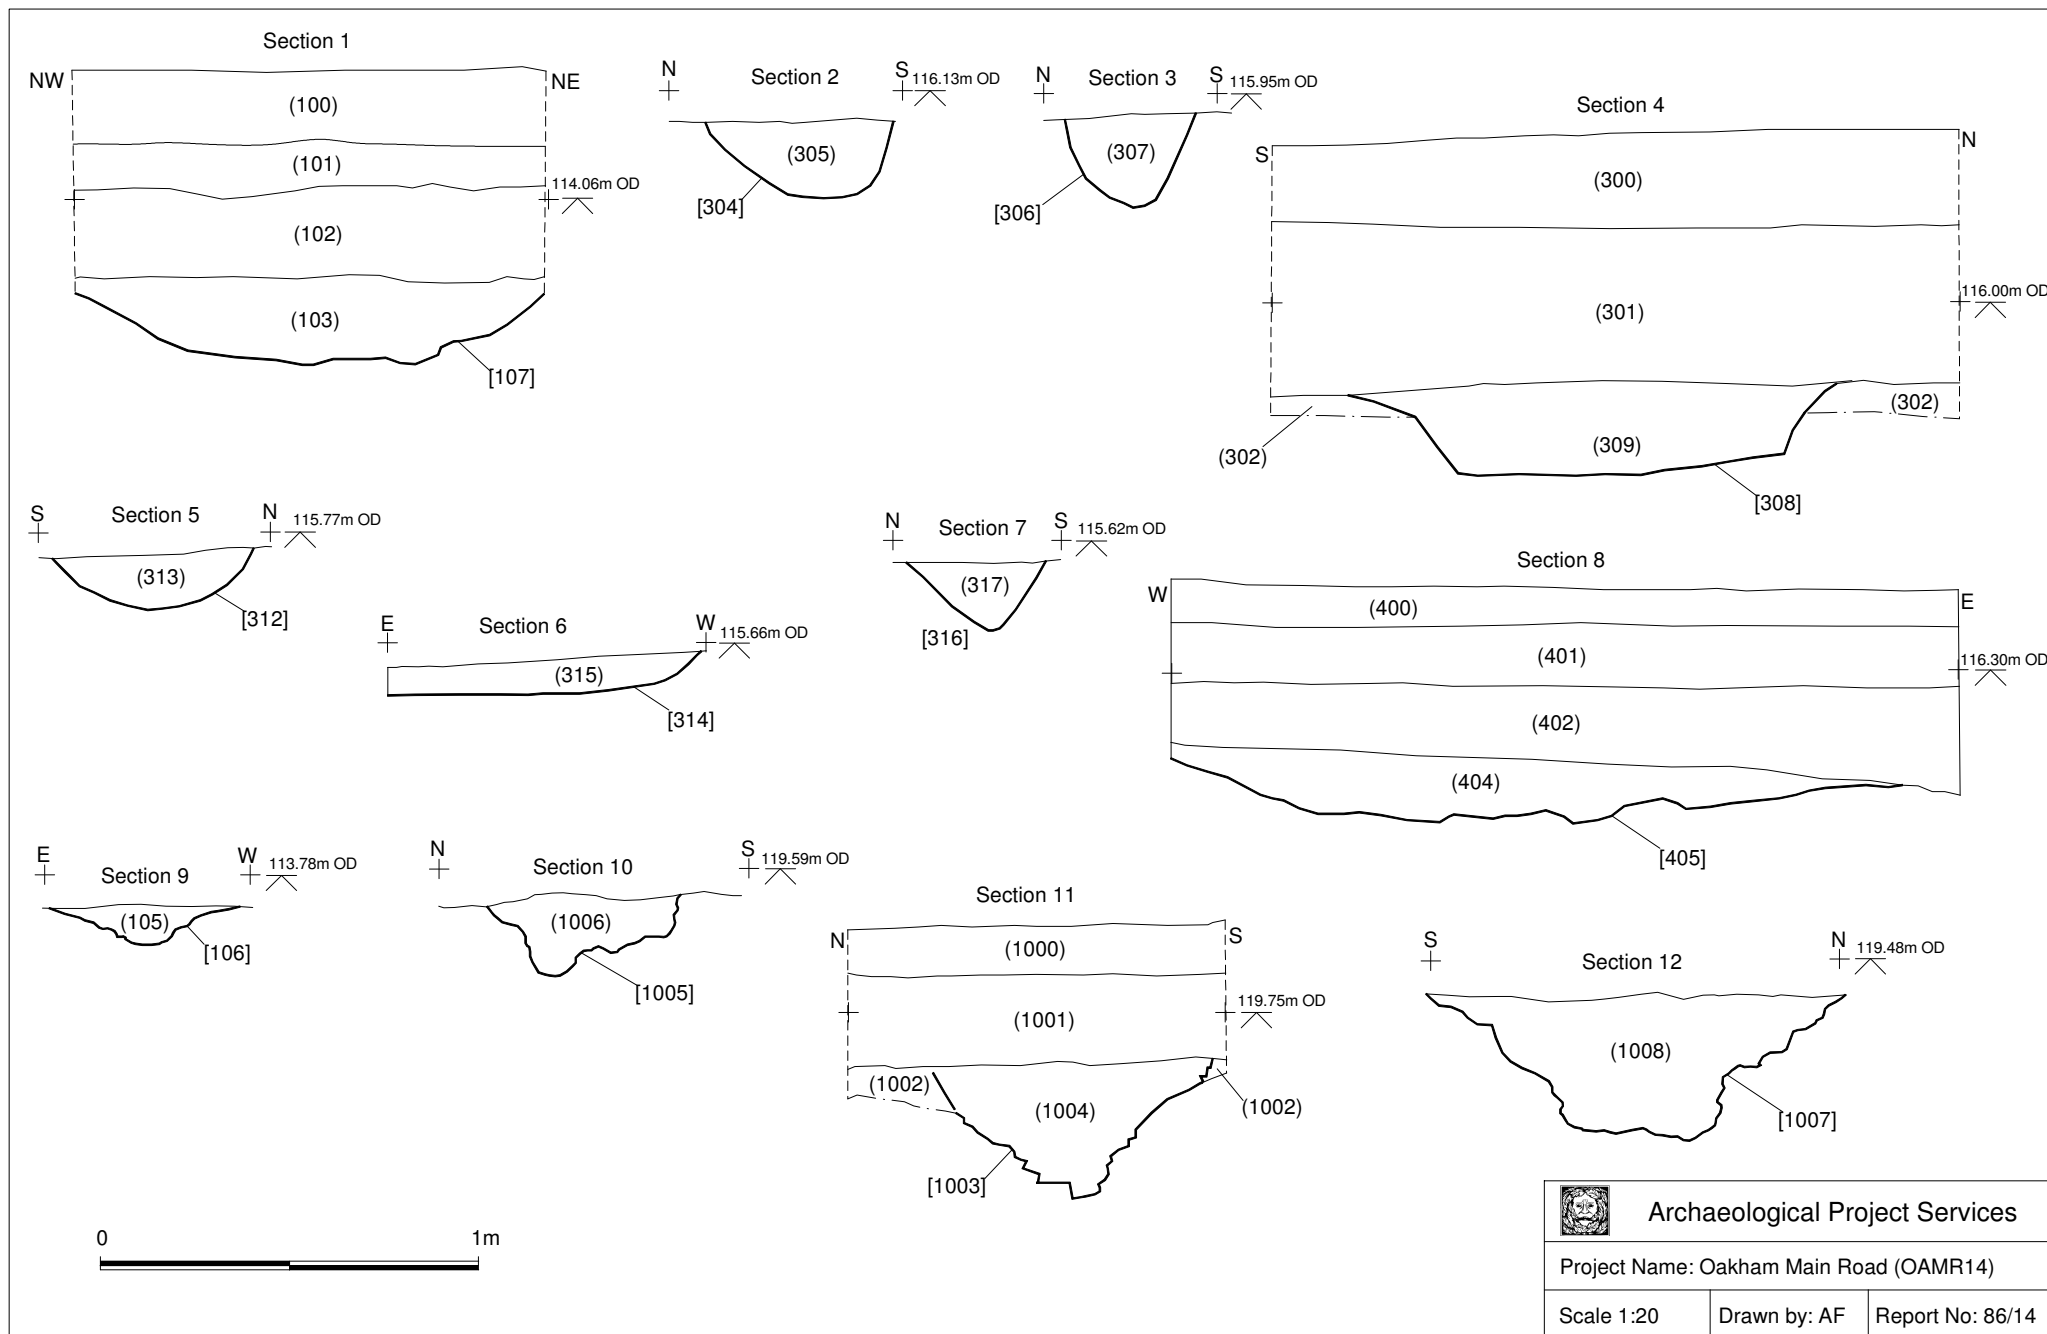 Section 1
NW
NE
(100)
(101)
114.06m OD
(102)
(103)
[107]
N
Section 2
S
116.13m OD
(305)
[304]
N
Section 3
S
115.95m OD
(307)
[306]
Section 4
S
N
(300)
116.00m OD
(301)
(302)
(302)
(309)
[308]
S
Section 5
N
115.77m OD
(313)
[312]
E
Section 6
W
115.66m OD
(315)
[314]
N
Section 7
S
115.62m OD
(317)
[316]
Section 8
W
E
(400)
(401)
116.30m OD
(402)
(404)
[405]
E
Section 9
W
113.78m OD
(105)
[106]
N
Section 10
S
119.59m OD
(1006)
[1005]
Section 11
N
S
(1000)
119.75m OD
(1001)
(1002)
(1004)
(1002)
[1003]
S
Section 12
N
119.48m OD
(1008)
[1007]
0
1m
Archaeological Project Services
Project Name: Oakham Main Road (OAMR14)
Scale 1:20
Drawn by: AF
Report No: 86/14